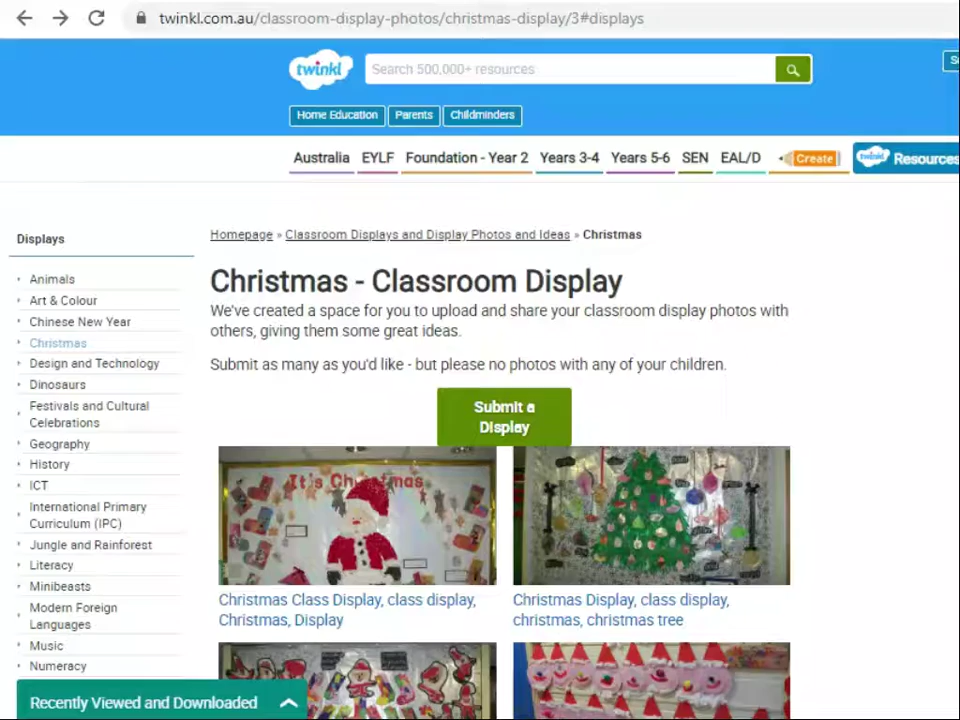 twinkl.com.au/classroom-display-photos/christmas-display/3#displays
twinkl
Search 500,000+ resources
Home Education
Parents
Childminders
Australia
EYLF
Foundation - Year 2
Years 3-4
Years 5-6
SEN
EAL/D
Create
twinkl
Resources
Displays
Animals
Art & Colour
Chinese New Year
Christmas
Design and Technology
Dinosaurs
Festivals and Cultural
Celebrations
Geography
History
ICT
International Primary
Curriculum (IPC)
Jungle and Rainforest
Literacy
Minibeasts
Modern Foreign
Languages
Music
Numeracy
Homepage » Classroom Displays and Display Photos and Ideas » Christmas
Christmas - Classroom Display
We've created a space for you to upload and share your classroom display photos with
others, giving them some great ideas.
Submit as many as you'd like - but please no photos with any of your children.
Submit a
Display
It's Christmas
Christmas Class Display, class display,
Christmas, Display
Christmas Display, class display,
christmas, christmas tree
Recently Viewed and Downloaded